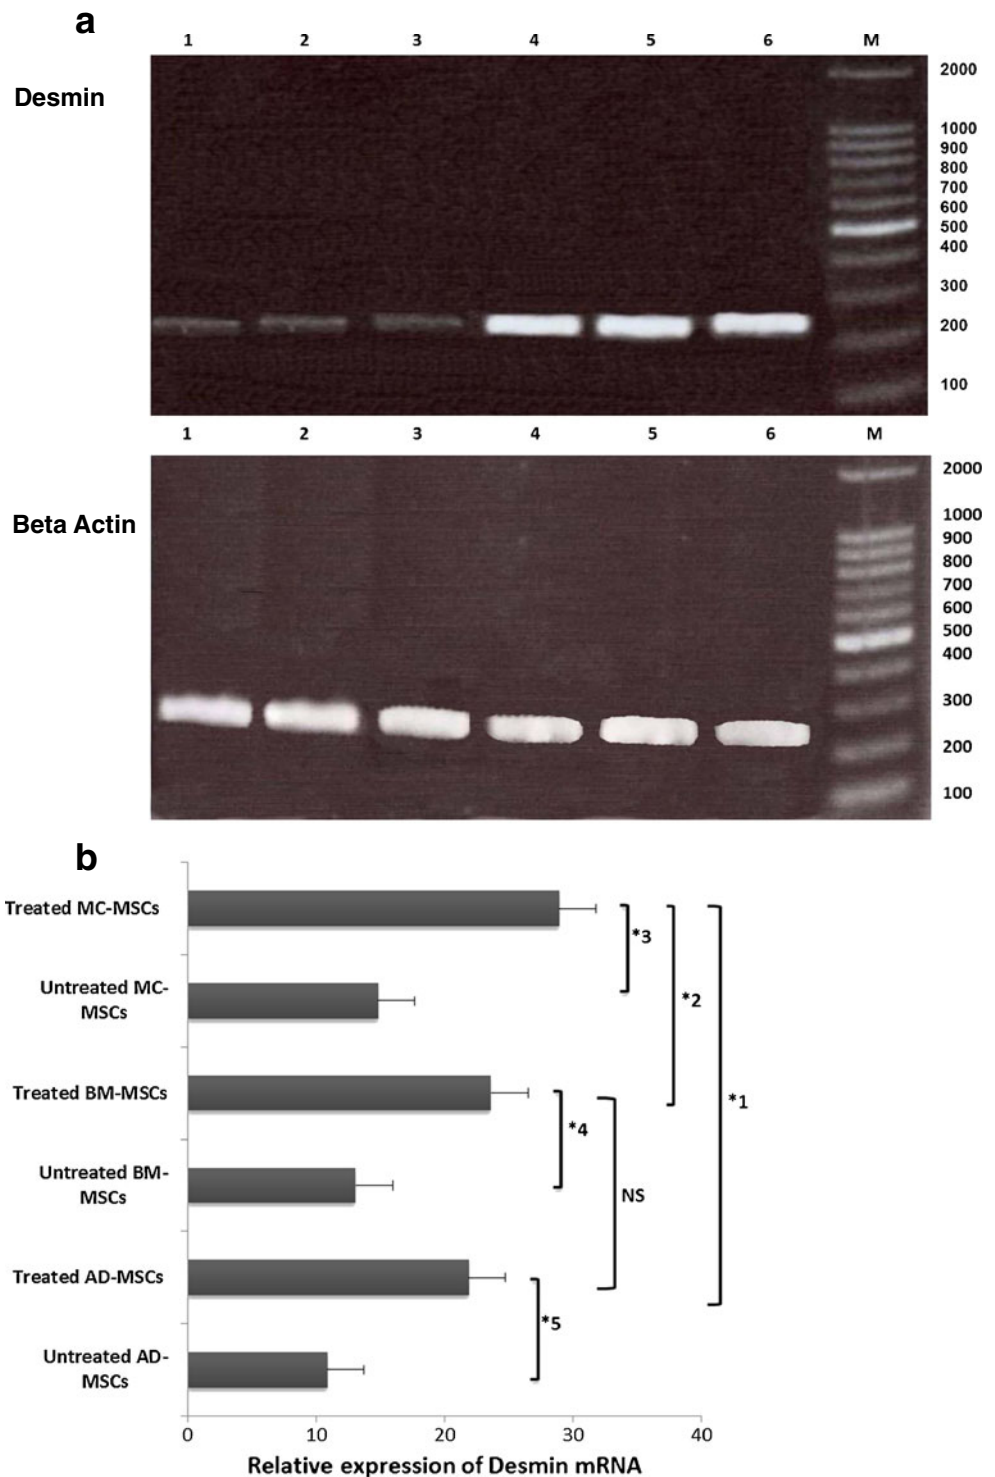 a
1 2 3 4 5 6 M
Desmin
2000
1000
900
800
700
600
500
400
300
200
100
1 2 3 4 5 6 M
Beta Actin
2000
1000
900
800
700
600
500
400
300
200
100
b
Treated MC-MSCs
*3
Untreated MC-
MSCs
*2
Treated BM-MSCs
*1
*4
Untreated BM-
MSCs
NS
Treated AD-MSCs
*5
Untreated AD-
MSCs
0 10 20 30 40
Relative expression of Desmin mRNA